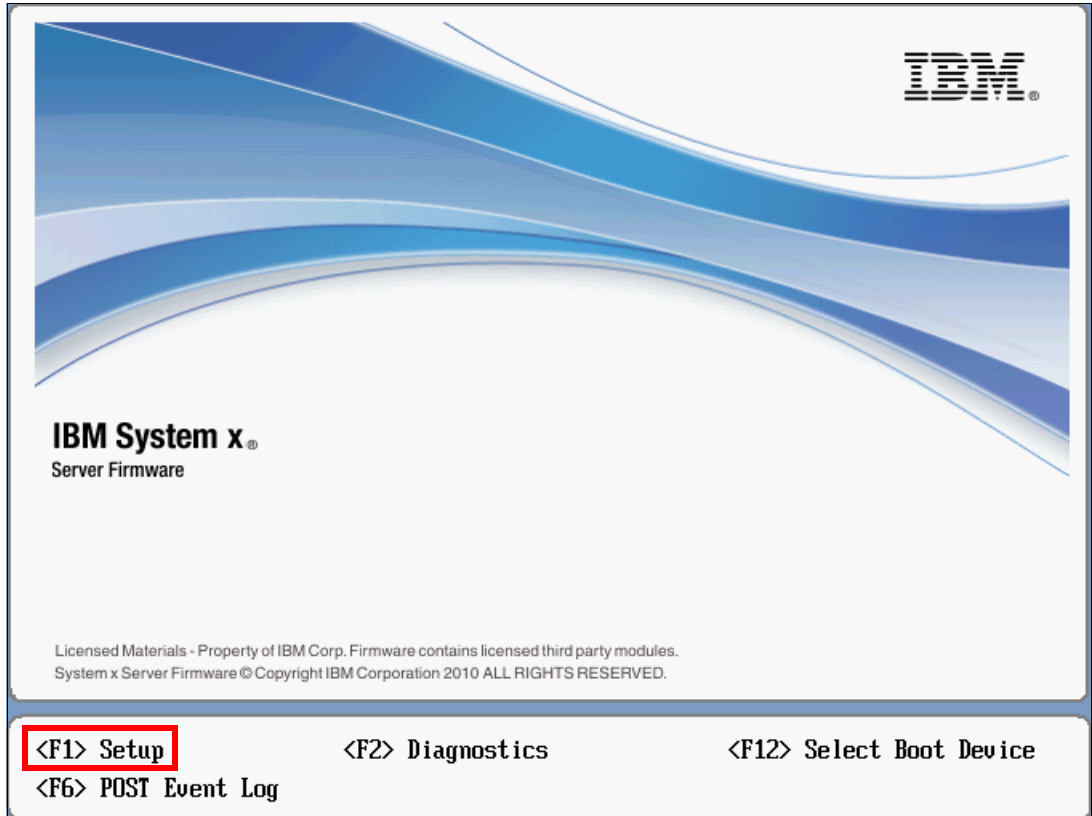 IBM®
IBM System x®
Server Firmware
Licensed Materials - Property of IBM Corp. Firmware contains licensed third party modules.
System x Server Firmware © Copyright IBM Corporation 2010 ALL RIGHTS RESERVED.
<F1> Setup <F2> Diagnostics <F12> Select Boot Device
<F6> POST Event Log